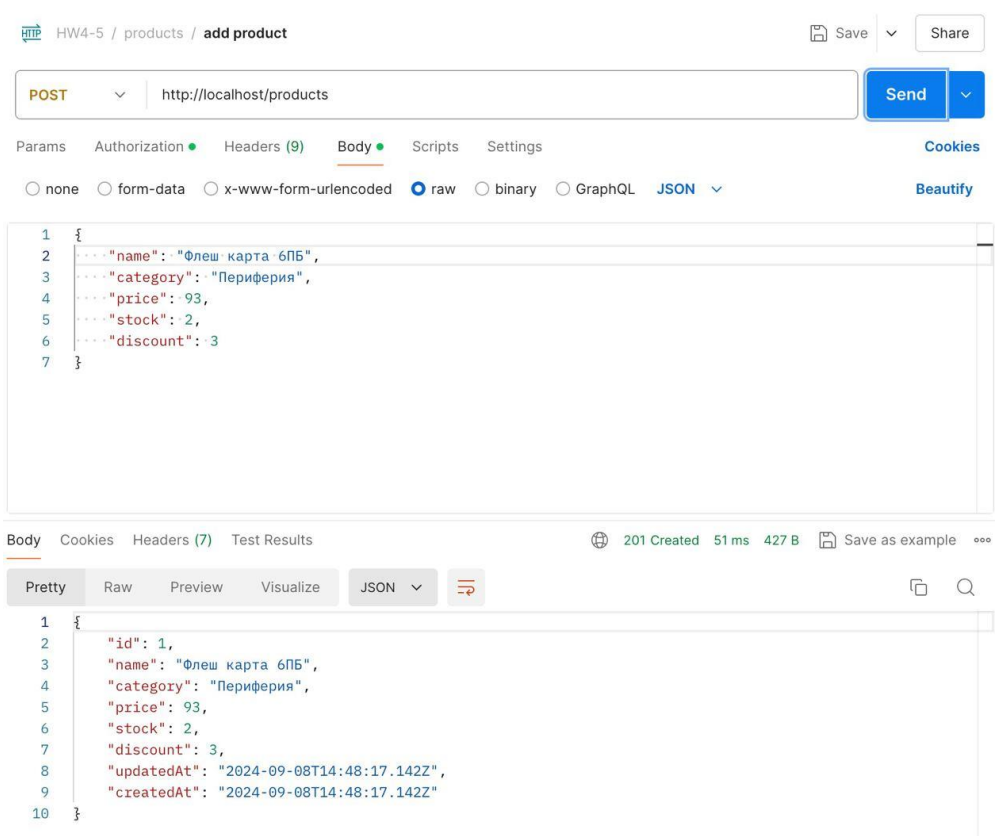 HTTP HW4-5 / products / add product Save Share
POST http://localhost/products Send
Params Authorization Headers (9) Body Scripts Settings Cookies
none form-data x-www-form-urlencoded raw binary GraphQL JSON Beautify
1 {
2 "name": "Флеш карта 6ПБ",
3 "category": "Периферия",
4 "price": 93,
5 "stock": 2,
6 "discount": 3
7 }
Body Cookies Headers (7) Test Results 201 Created 51 ms 427 B Save as example
Pretty Raw Preview Visualize JSON
1 {
2 "id": 1,
3 "name": "Флеш карта 6ПБ",
4 "category": "Периферия",
5 "price": 93,
6 "stock": 2,
7 "discount": 3,
8 "updatedAt": "2024-09-08T14:48:17.142Z",
9 "createdAt": "2024-09-08T14:48:17.142Z"
10 }